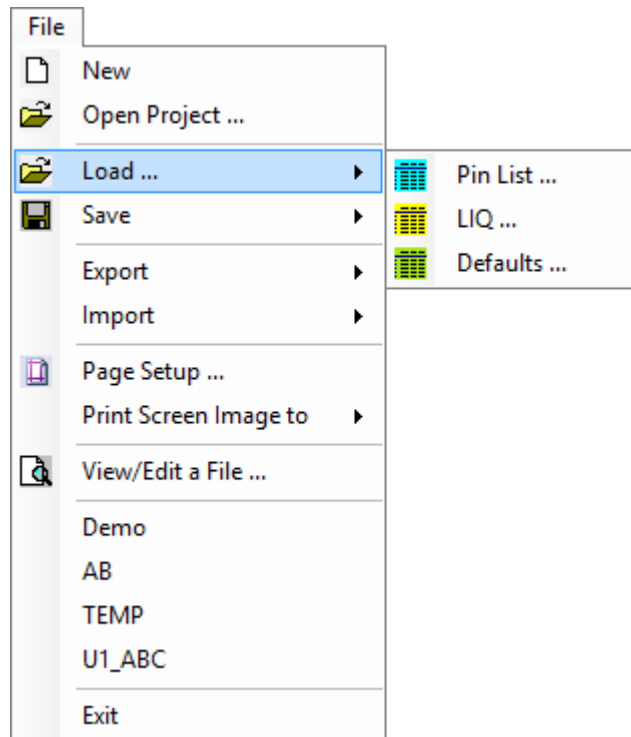 File
New
Open Project ...
Load ...
Save
Export
Import
Page Setup ...
Print Screen Image to
View/Edit a File ...
Demo
AB
TEMP
U1_ABC
Exit
Pin List ...
LIQ ...
Defaults ...